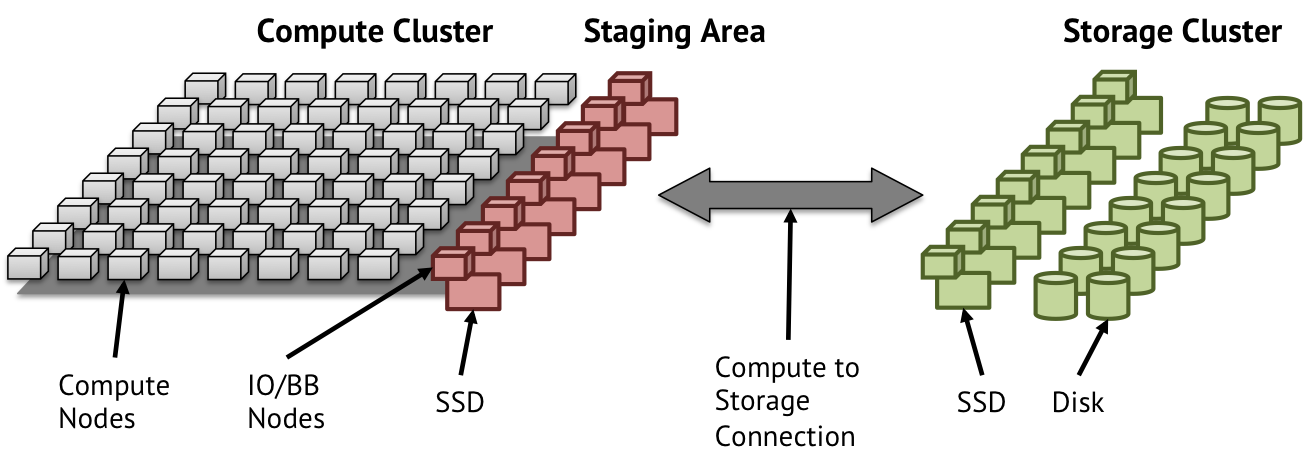 Compute Cluster
Staging Area
Storage Cluster
Compute
Nodes
IO/BB
Nodes
SSD
Compute to
Storage
Connection
SSD
Disk